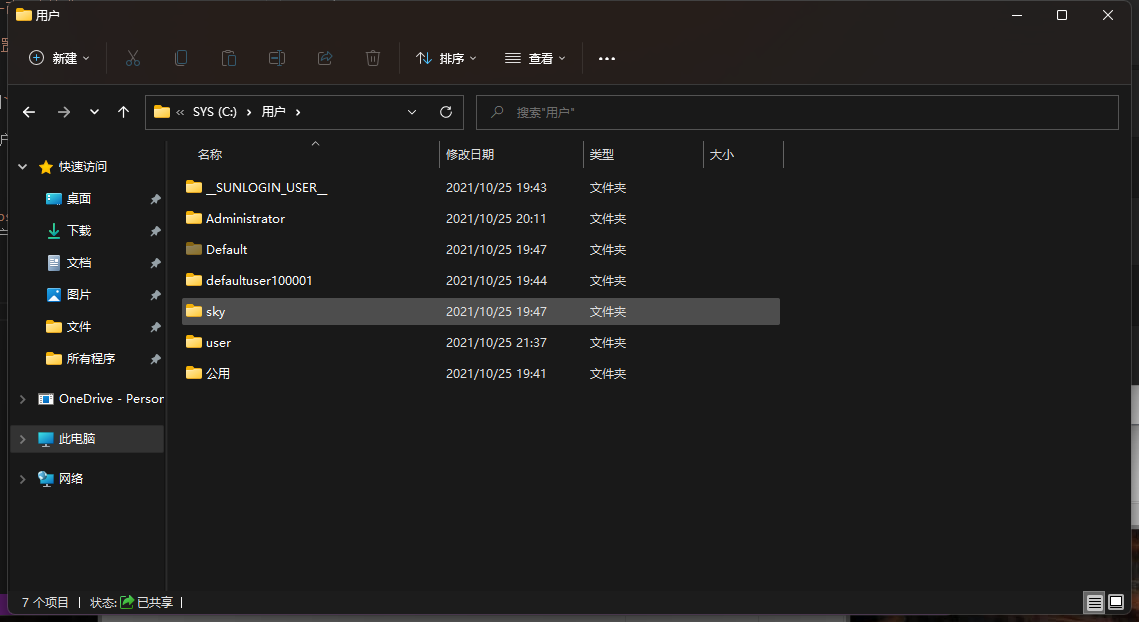 用户
新建
排序
查看
SYS (C:)
用户
搜索"用户"
名称
修改日期
类型
大小
快速访问
桌面
下载
文档
图片
文件
所有程序
OneDrive - Person
此电脑
网络
__SUNLOGIN_USER__ 2021/10/25 19:43 文件夹
Administrator 2021/10/25 20:11 文件夹
Default 2021/10/25 19:47 文件夹
defaultuser100001 2021/10/25 19:44 文件夹
sky 2021/10/25 19:47 文件夹
user 2021/10/25 21:37 文件夹
公用 2021/10/25 19:41 文件夹
7 个项目 | 状态: 已共享 |